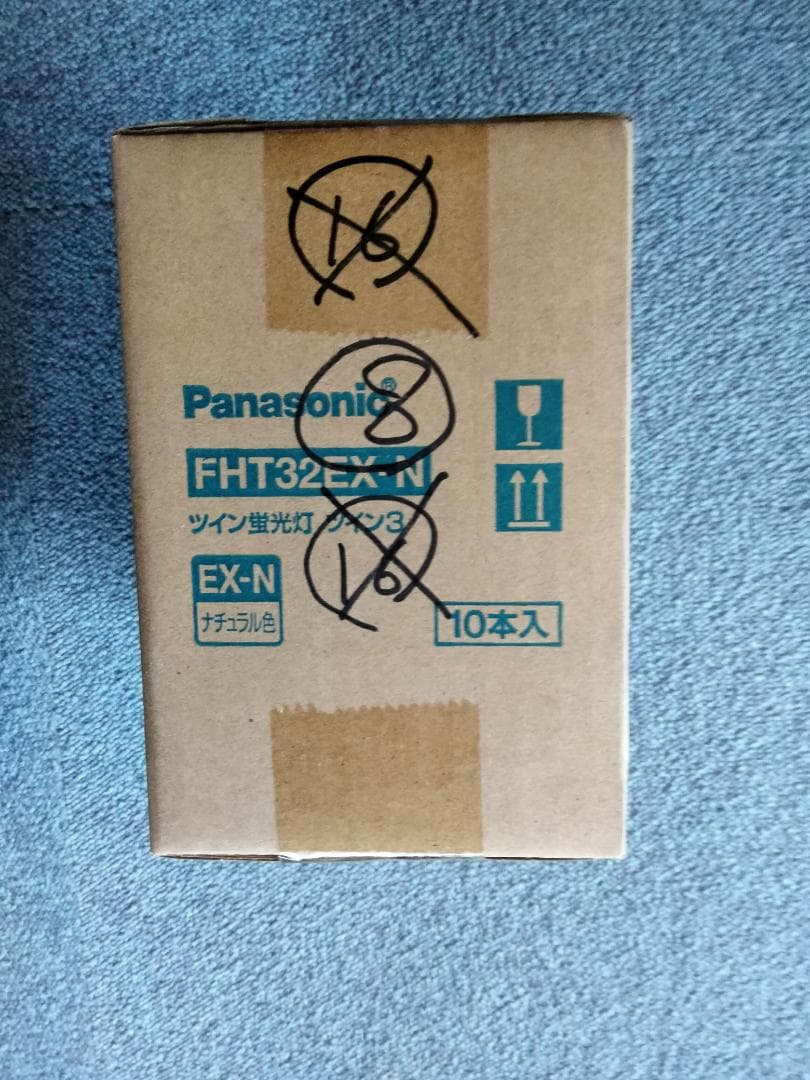 16
Panasonic®
8
FHT32EX-N
ツイン蛍光灯 ツイン3
16
EX-N
ナチュラル色
10本入